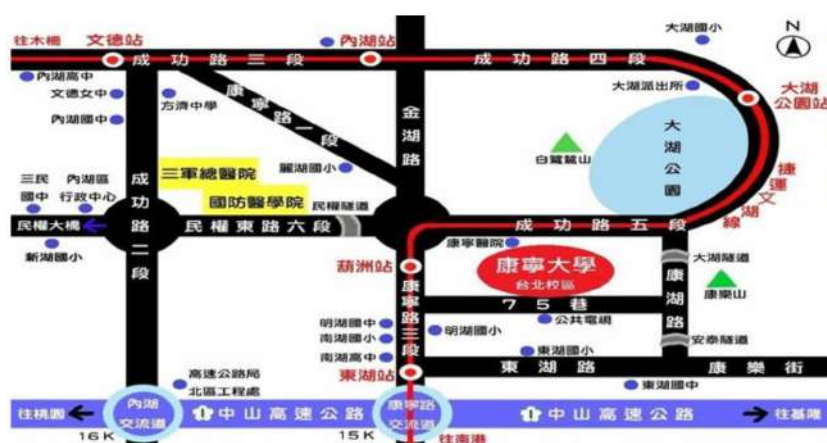 往木柵
文德站
內湖站
大湖國小
N
成功路三段
成功路四段
內湖高中
文德女中
內湖國中
方濟中學
康寧路一段
金湖路
大湖派出所
大湖
公園站
白鷺鷥山
大湖公園
麗湖國小
三軍總醫院
國防醫學院
民權隧道
三民
國中
內湖區
行政中心
成功路二段
民權大橋
民權東路六段
成功路五段
捷運文湖線
新湖國小
康寧醫院
葫洲站
康寧大學
台北校區
大湖隧道
康湖路
康樂山
75巷
康寧路三段
明湖國中
南湖國小
南湖高中
明湖國小
公共電視
安泰隧道
東湖國小
東湖站
東湖路
康樂街
高速公路局
北區工程處
東湖國中
往桃園
內湖
交流道
1
中山高速公路
康寧路
交流道
1
中山高速公路
往基隆
16K
15K
往南港